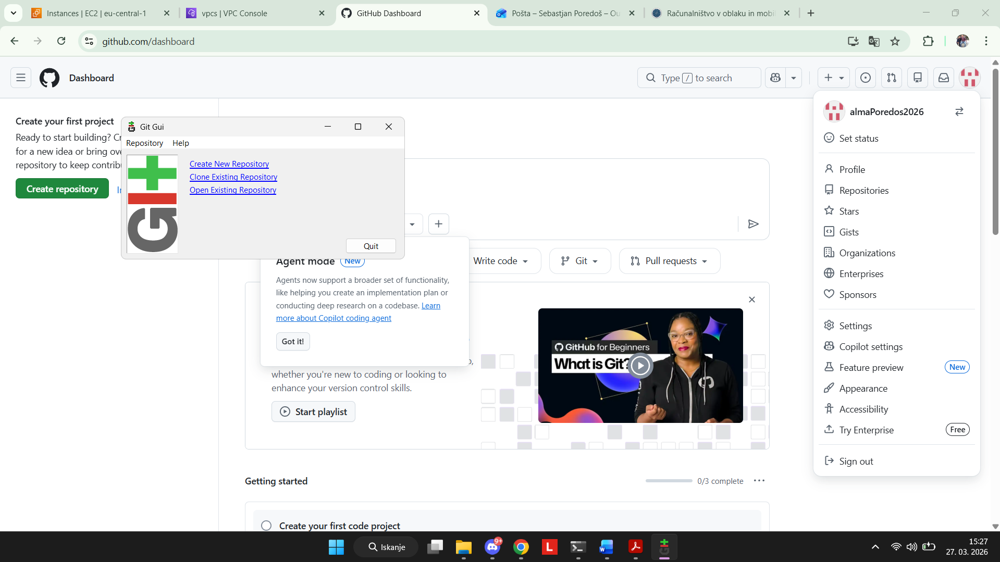 Instances | EC2 | eu-central-1
vpcs | VPC Console
GitHub Dashboard
Pošta – Sebastjan Poredoš – Ou
Računalništvo v oblaku in mobil
github.com/dashboard
Dashboard
Type / to search
Create your first project
Ready to start building? Cr
for a new idea or bring ove
repository to keep contribu
Create repository
Git Gui
Repository Help
Create New Repository
Clone Existing Repository
Open Existing Repository
Quit
Agent mode New
Agents now support a broader set of functionality,
like helping you create an implementation plan or
conducting deep research on a codebase. Learn
more about Copilot coding agent
Got it!
Write code
Git
Pull requests
whether you're new to coding or looking to
enhance your version control skills.
Start playlist
GitHub for Beginners
What is Git?
Getting started
0/3 complete
Create your first code project
almaPoredos2026
Set status
Profile
Repositories
Stars
Gists
Organizations
Enterprises
Sponsors
Settings
Copilot settings
Feature preview New
Appearance
Accessibility
Try Enterprise Free
Sign out
Iskanje
9+
15:27
27. 03. 2026